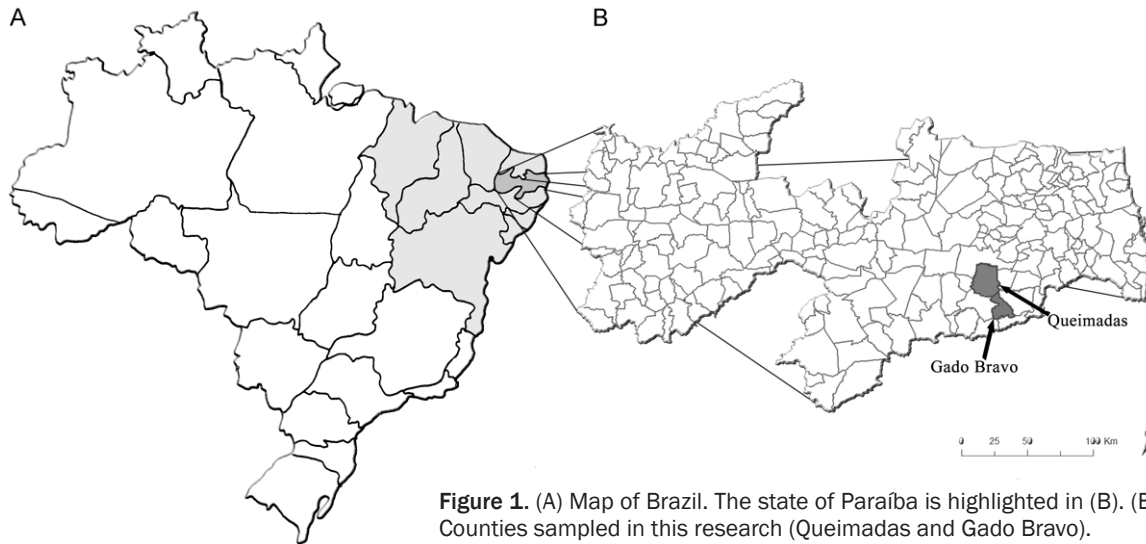 A
B
Queimadas
Gado Bravo
0 25 50 100 Km
Figure 1. (A) Map of Brazil. The state of Paraíba is highlighted in (B). (B
Counties sampled in this research (Queimadas and Gado Bravo).